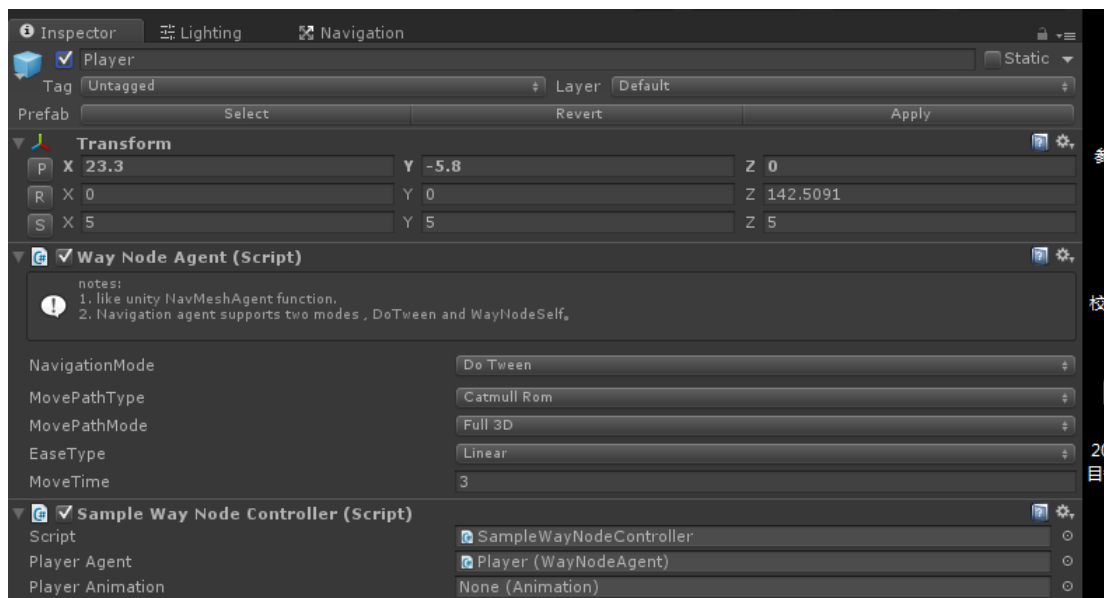 Inspector Lighting Navigation
Player Static
Tag Untagged Layer Default
Prefab Select Revert Apply
Transform
P X 23.3 Y -5.8 Z 0
R X 0 Y 0 Z 142.5091
S X 5 Y 5 Z 5
Way Node Agent (Script)
notes:
1. like unity NavMeshAgent function.
2. Navigation agent supports two modes , DoTween and WayNodeSelf。
NavigationMode Do Tween
MovePathType Catmull Rom
MovePathMode Full 3D
EaseType Linear
MoveTime 3
Sample Way Node Controller (Script)
Script SampleWayNodeController
Player Agent Player (WayNodeAgent)
Player Animation None (Animation)
校
20
目